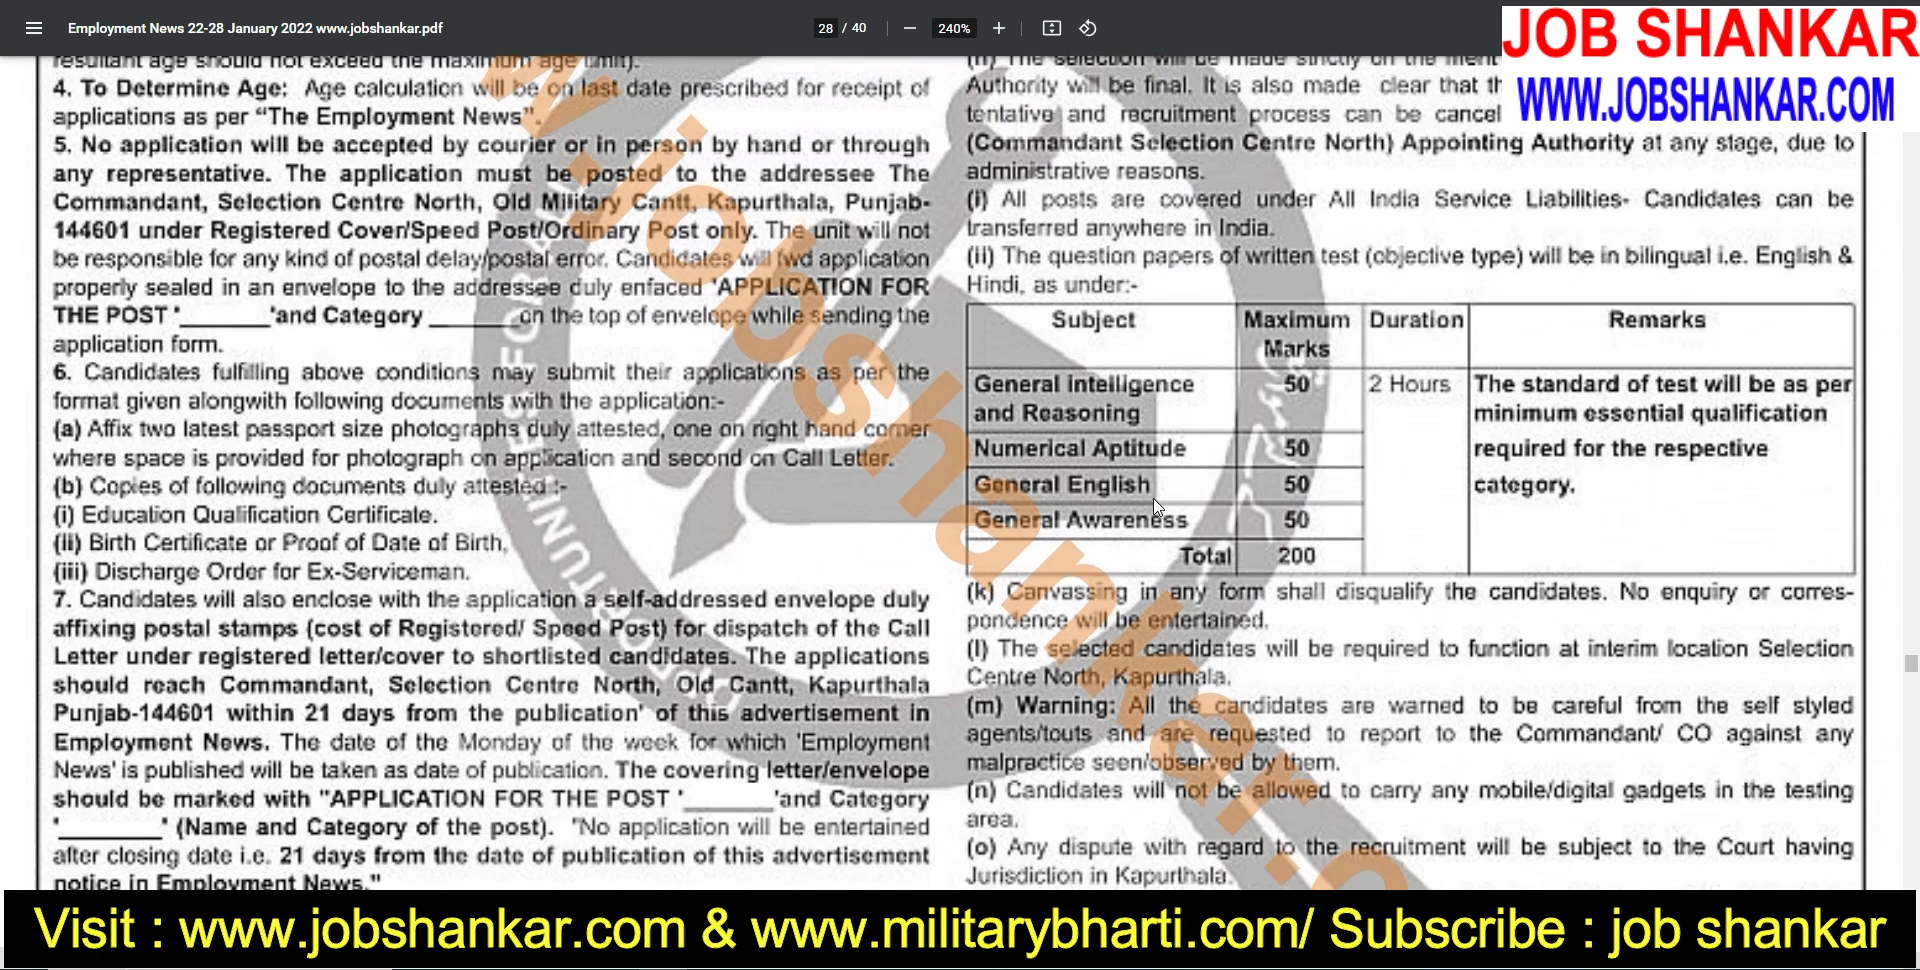 Employment News 22-28 January 2022 www.jobshankar.pdf
28 / 40
240%
JOB SHANKAR
WWW.JOBSHANKAR.COM
resultant age should not exceed the maximum age limit).
4. To Determine Age: Age calculation will be on last date prescribed for receipt of
applications as per “The Employment News”.
5. No application will be accepted by courier or in person by hand or through
any representative. The application must be posted to the addressee The
Commandant, Selection Centre North, Old Military Cantt, Kapurthala, Punjab-
144601 under Registered Cover/Speed Post/Ordinary Post only. The unit will not
be responsible for any kind of postal delay/postal error. Candidates will fwd application
properly sealed in an envelope to the addressee duly enfaced 'APPLICATION FOR
THE POST '_______'and Category _______on the top of envelope while sending the
application form.
6. Candidates fulfilling above conditions may submit their applications as per the
format given alongwith following documents with the application:-
(a) Affix two latest passport size photographs duly attested, one on right hand corner
where space is provided for photograph on application and second on Call Letter.
(b) Copies of following documents duly attested :-
(i) Education Qualification Certificate.
(ii) Birth Certificate or Proof of Date of Birth,
(iii) Discharge Order for Ex-Serviceman.
7. Candidates will also enclose with the application a self-addressed envelope duly
affixing postal stamps (cost of Registered/ Speed Post) for dispatch of the Call
Letter under registered letter/cover to shortlisted candidates. The applications
should reach Commandant, Selection Centre North, Old Cantt, Kapurthala
Punjab-144601 within 21 days from the publication' of this advertisement in
Employment News. The date of the Monday of the week for which 'Employment
News' is published will be taken as date of publication. The covering letter/envelope
should be marked with "APPLICATION FOR THE POST '_______'and Category
'________' (Name and Category of the post). "No application will be entertained
after closing date i.e. 21 days from the date of publication of this advertisement
notice in Employment News."
(h) The selection will be made strictly on the merit
Authority will be final. It is also made clear that th
tentative and recruitment process can be cancel
(Commandant Selection Centre North) Appointing Authority at any stage, due to
administrative reasons.
(i) All posts are covered under All India Service Liabilities- Candidates can be
transferred anywhere in India.
(ii) The question papers of written test (objective type) will be in bilingual i.e. English &
Hindi, as under:-
Subject Maximum Marks Duration Remarks
General intelligence and Reasoning 50 2 Hours The standard of test will be as per minimum essential qualification
Numerical Aptitude 50 required for the respective
General English 50 category.
General Awareness 50
Total 200
(k) Canvassing in any form shall disqualify the candidates. No enquiry or corres-
pondence will be entertained.
(l) The selected candidates will be required to function at interim location Selection
Centre North, Kapurthala.
(m) Warning: All the candidates are warned to be careful from the self styled
agents/touts and are requested to report to the Commandant/ CO against any
malpractice seen/observed by them.
(n) Candidates will not be allowed to carry any mobile/digital gadgets in the testing
area.
(o) Any dispute with regard to the recruitment will be subject to the Court having
Jurisdiction in Kapurthala.
w.jobshankar.c
Visit : www.jobshankar.com & www.militarybharti.com/ Subscribe : job shankar